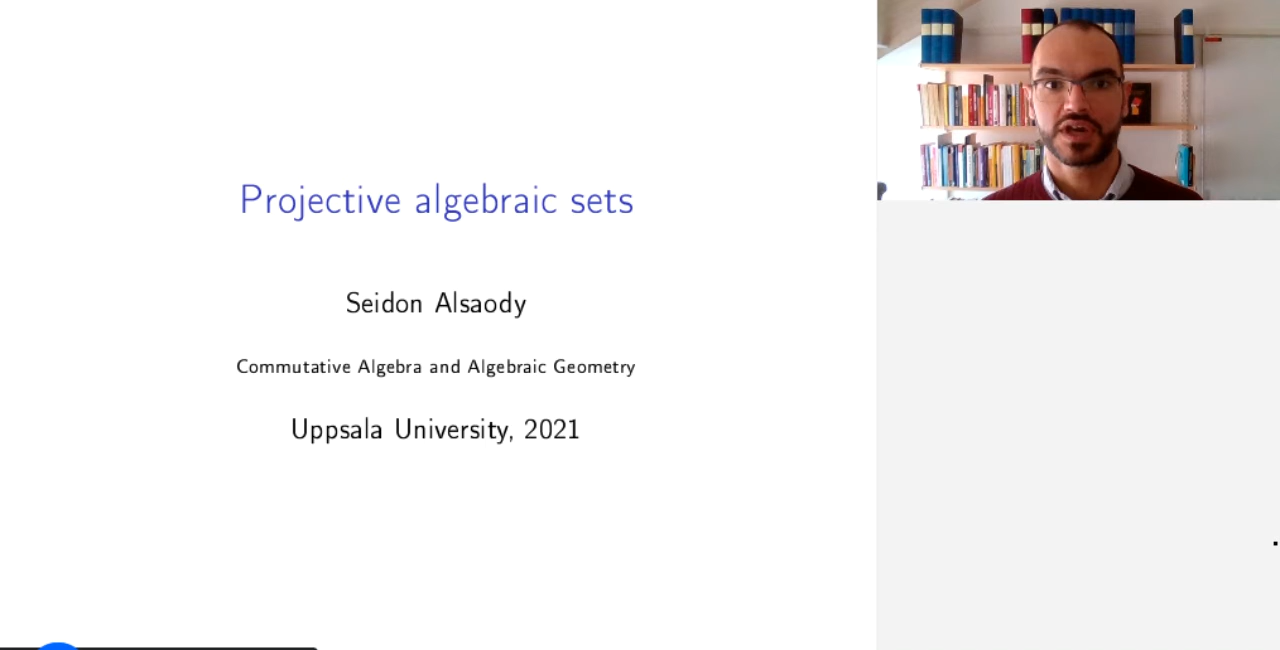 Projective algebraic sets
Seidon Alsaody
Commutative Algebra and Algebraic Geometry
Uppsala University, 2021